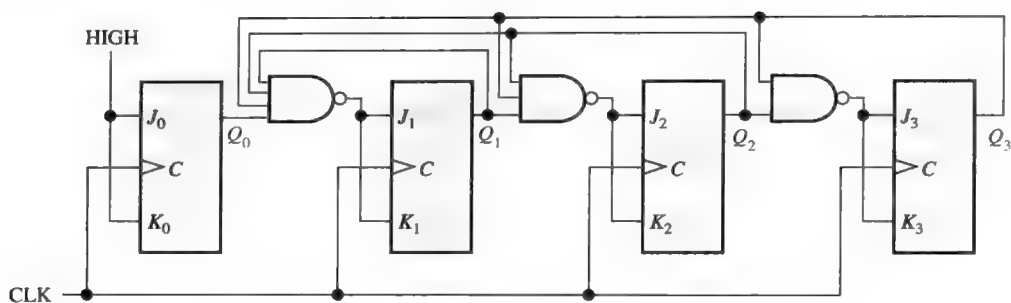 HIGH
J₀ Q₀ J₁ Q₁ J₂ Q₂ J₃ Q₃
C C C C
K₀ K₁ K₂ K₃
CLK